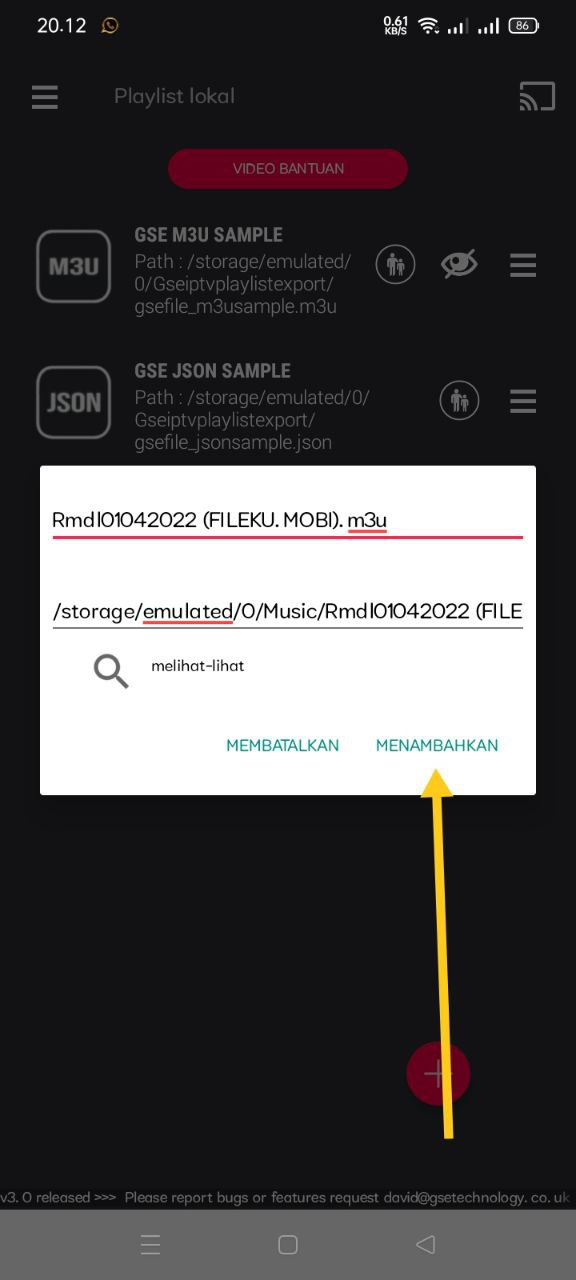 20.12
0.61
KB/S
86
Playlist lokal
VIDEO BANTUAN
GSE M3U SAMPLE
M3U
Path : /storage/emulated/
0/Gseiptvplaylistexport/
gsefile_m3usample.m3u
GSE JSON SAMPLE
JSON
Path : /storage/emulated/0/
Gseiptvplaylistexport/
gsefile_jsonsample.json
Rmdl01042022 (FILEKU. MOBI). m3u
/storage/emulated/0/Music/Rmdl01042022 (FILE
melihat-lihat
MEMBATALKAN MENAMBAHKAN
v3. 0 released >>> Please report bugs or features request david@gsetechnology. co. uk